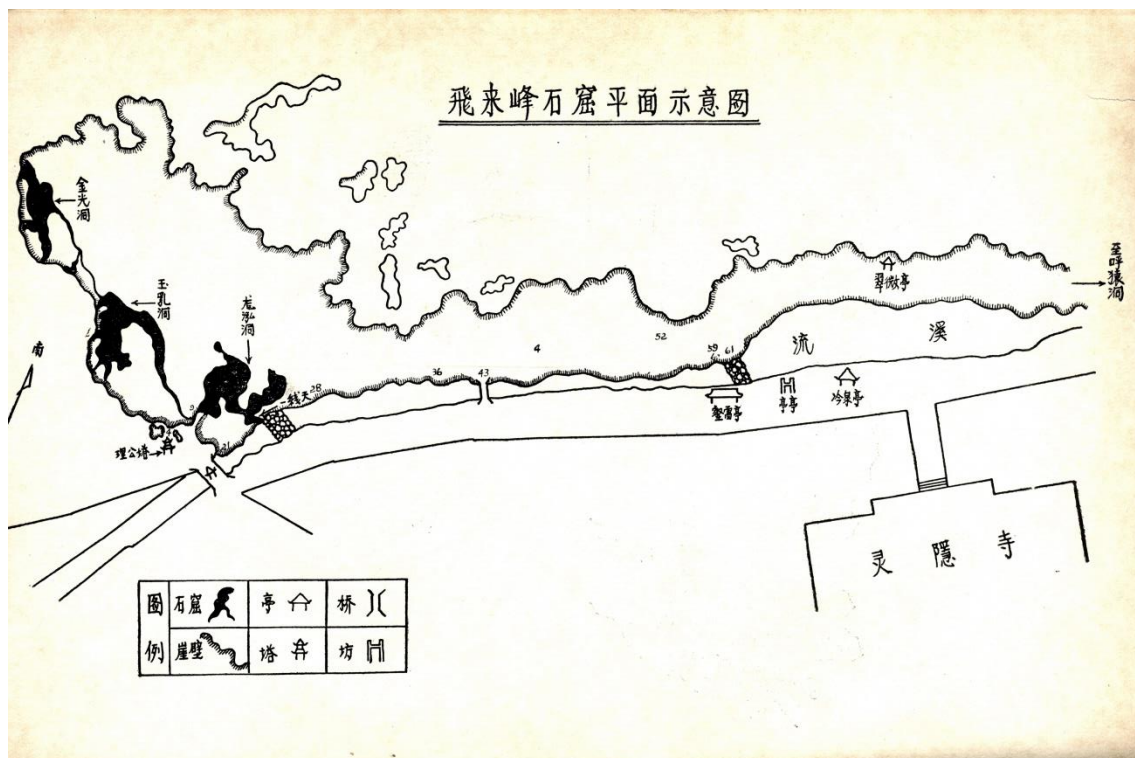 飛来峰石窟平面示意图
金光洞
玉乳洞
龙泓洞
至呼猿洞
翠微亭
南
4
52
59
61
流溪
36
43
28
一线天
壑雷亭
亭亭
冷泉亭
理公塔
21
灵隱寺
图例
石窟
亭
桥
崖壁
塔
坊